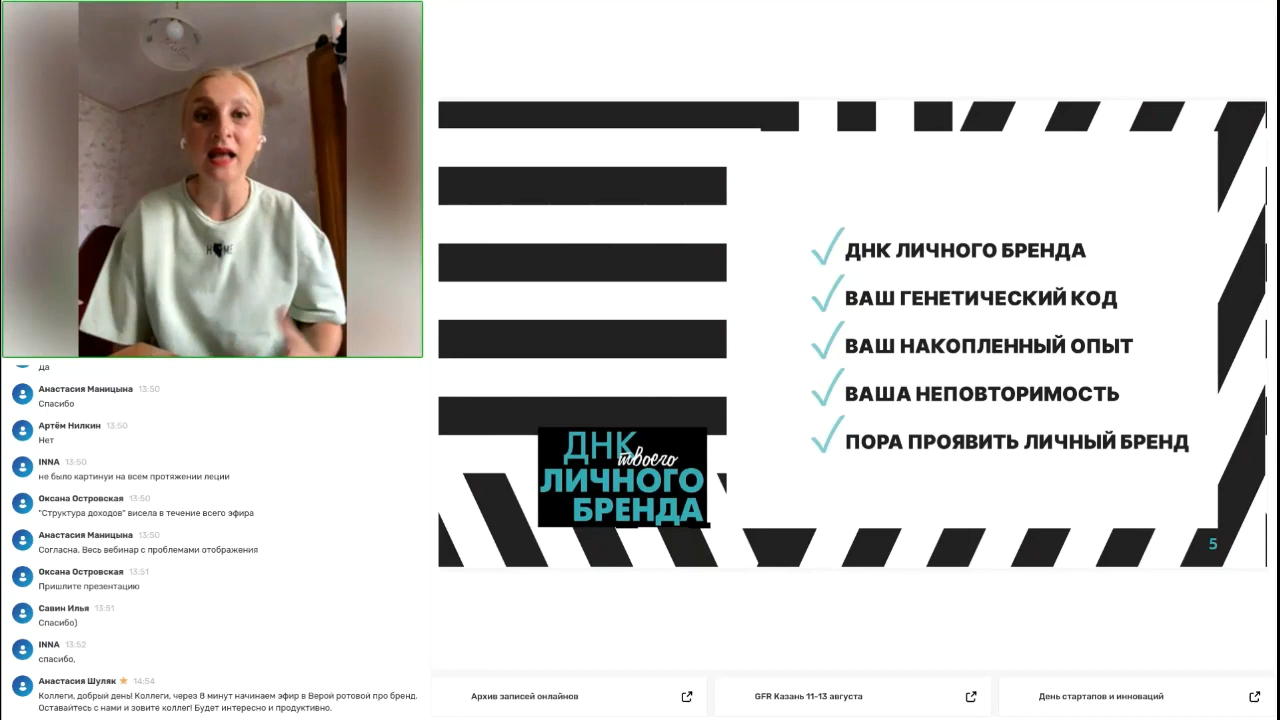 HOME
Да
Анастасия Маницына 13:50
Спасибо
Артём Нилкин 13:50
Нет
INNA 13:50
не было картинуи на всем протяжении леции
Оксана Островская 13:50
"Структура доходов" висела в течение всего эфира
Анастасия Маницына 13:50
Согласна. Весь вебинар с проблемами отображения
Оксана Островская 13:51
Пришлите презентацию
Савин Илья 13:51
Спасибо)
INNA 13:52
спасибо,
Анастасия Шуляк 14:54
Коллеги, добрый день! Коллеги, через 8 минут начинаем эфир в Верой ротовой про бренд.
Оставайтесь с нами и зовите коллег! Будет интересно и продуктивно.
ДНК ЛИЧНОГО БРЕНДА
ВАШ ГЕНЕТИЧЕСКИЙ КОД
ВАШ НАКОПЛЕННЫЙ ОПЫТ
ВАША НЕПОВТОРИМОСТЬ
ПОРА ПРОЯВИТЬ ЛИЧНЫЙ БРЕНД
ДНК
твоего
ЛИЧНОГО
БРЕНДА
5
Архив записей онлайнов
GFR Казань 11-13 августа
День стартапов и инноваций